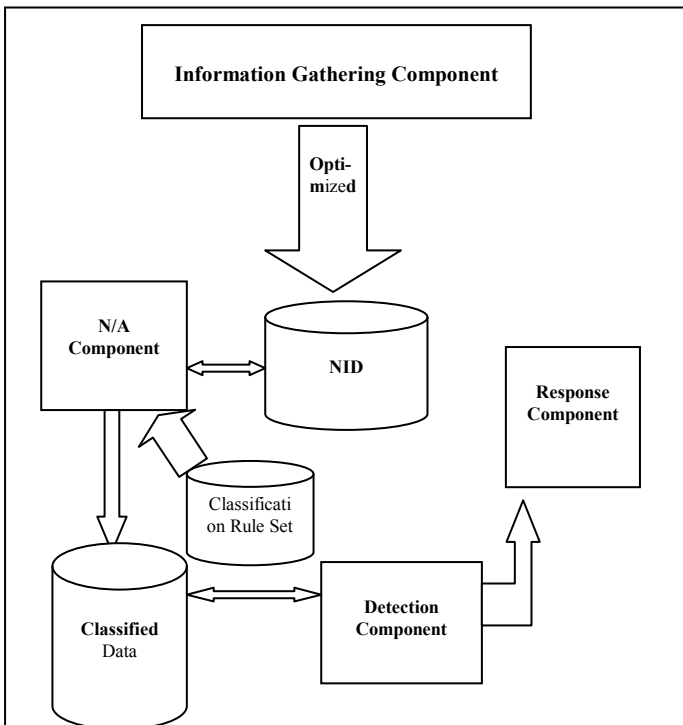 Information Gathering Component
Opti-
mized
N/A
Component
NID
Response
Component
Classificati
on Rule Set
Detection
Component
Classified
Data